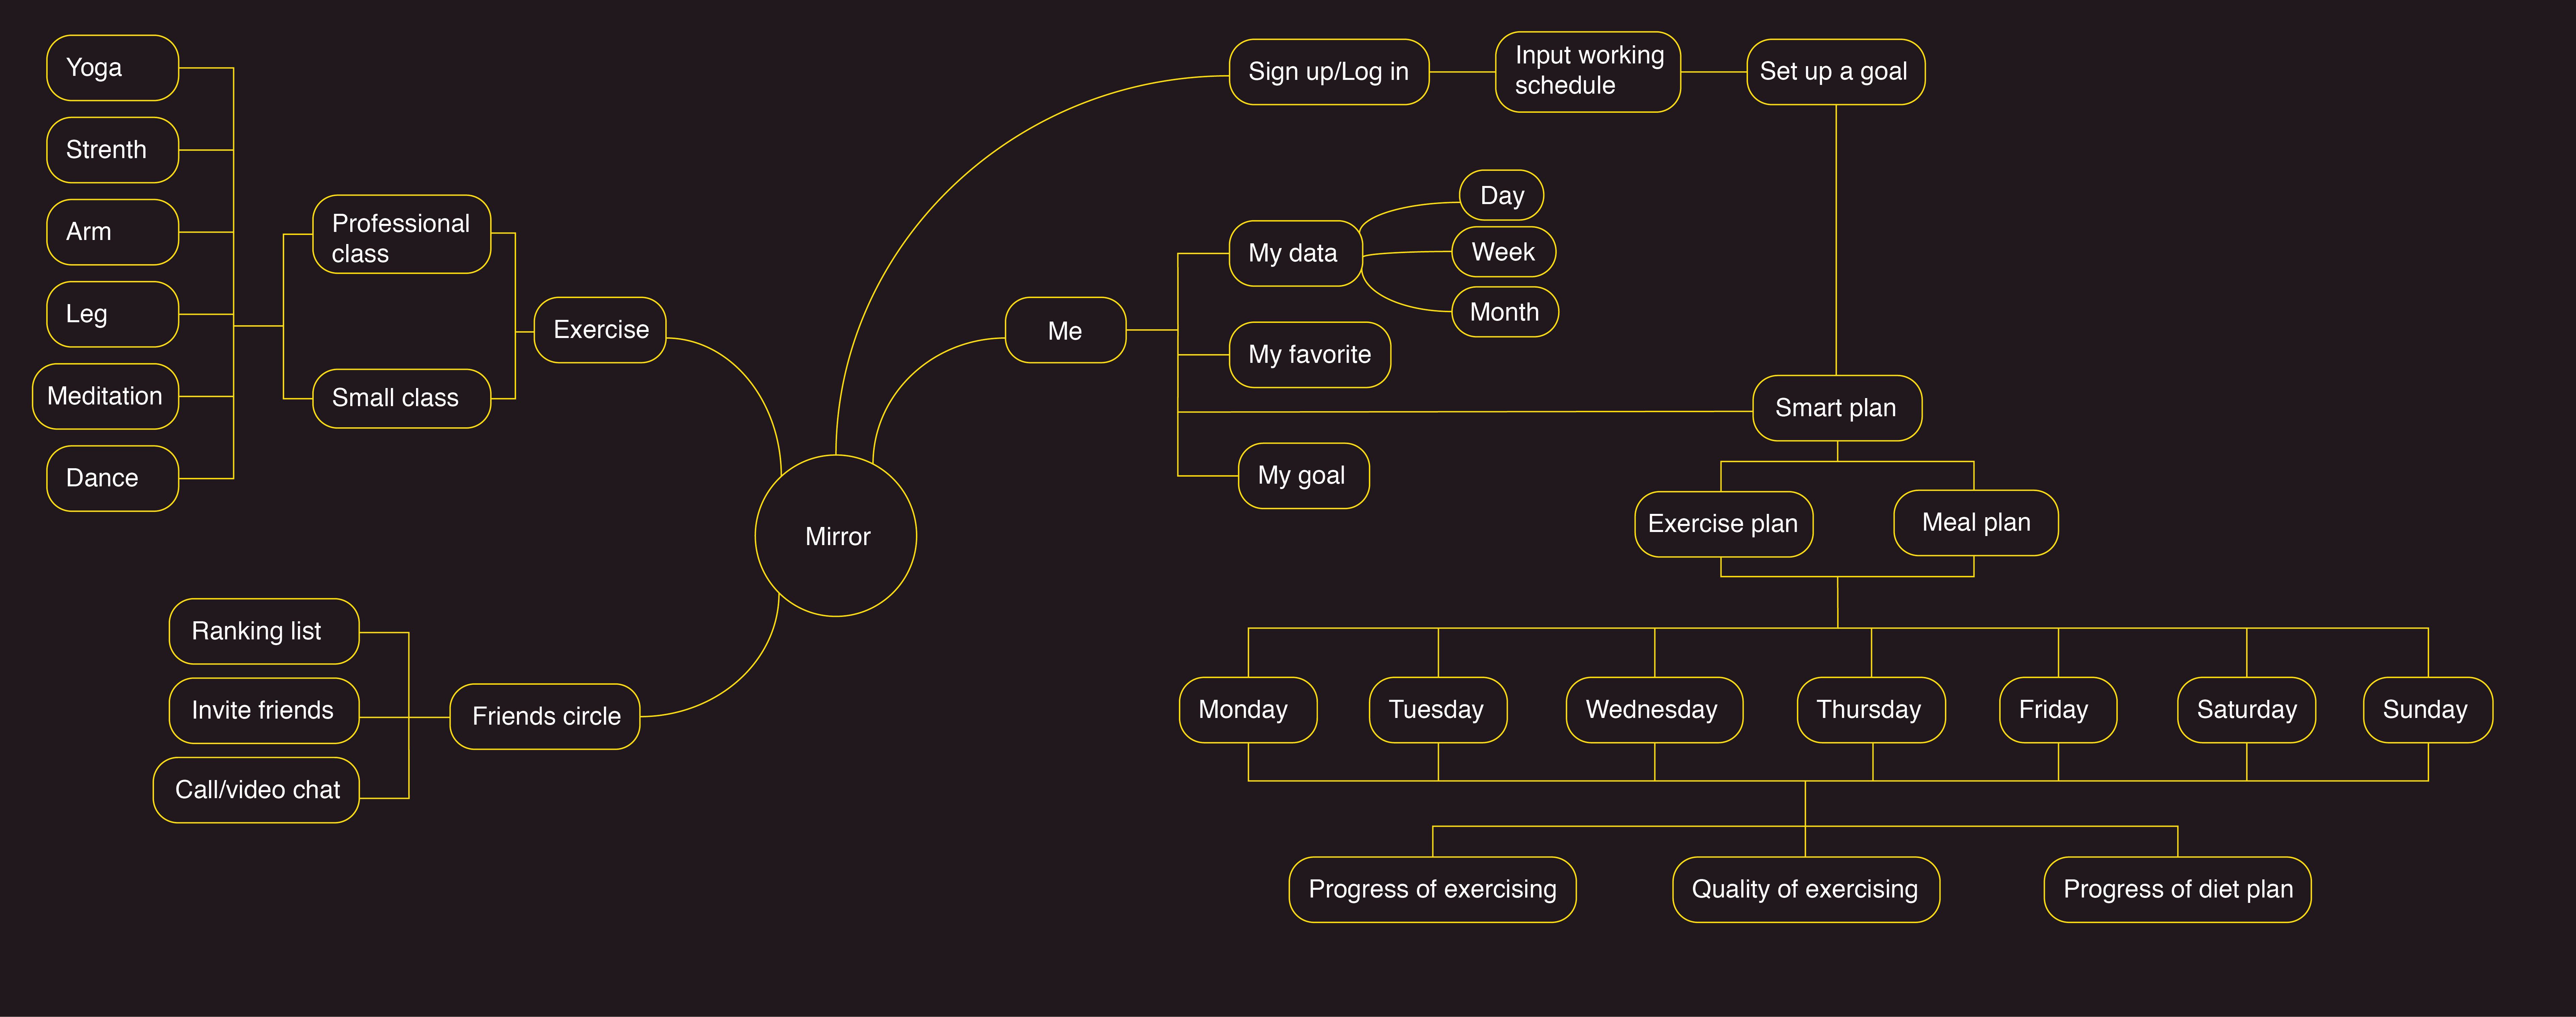 Yoga
Strenth
Arm
Leg
Meditation
Dance
Professional
class
Small class
Exercise
Ranking list
Invite friends
Call/video chat
Friends circle
Mirror
Sign up/Log in
Input working
schedule
Set up a goal
Me
My data
Day
Week
Month
My favorite
My goal
Smart plan
Exercise plan
Meal plan
Monday
Tuesday
Wednesday
Thursday
Friday
Saturday
Sunday
Progress of exercising
Quality of exercising
Progress of diet plan